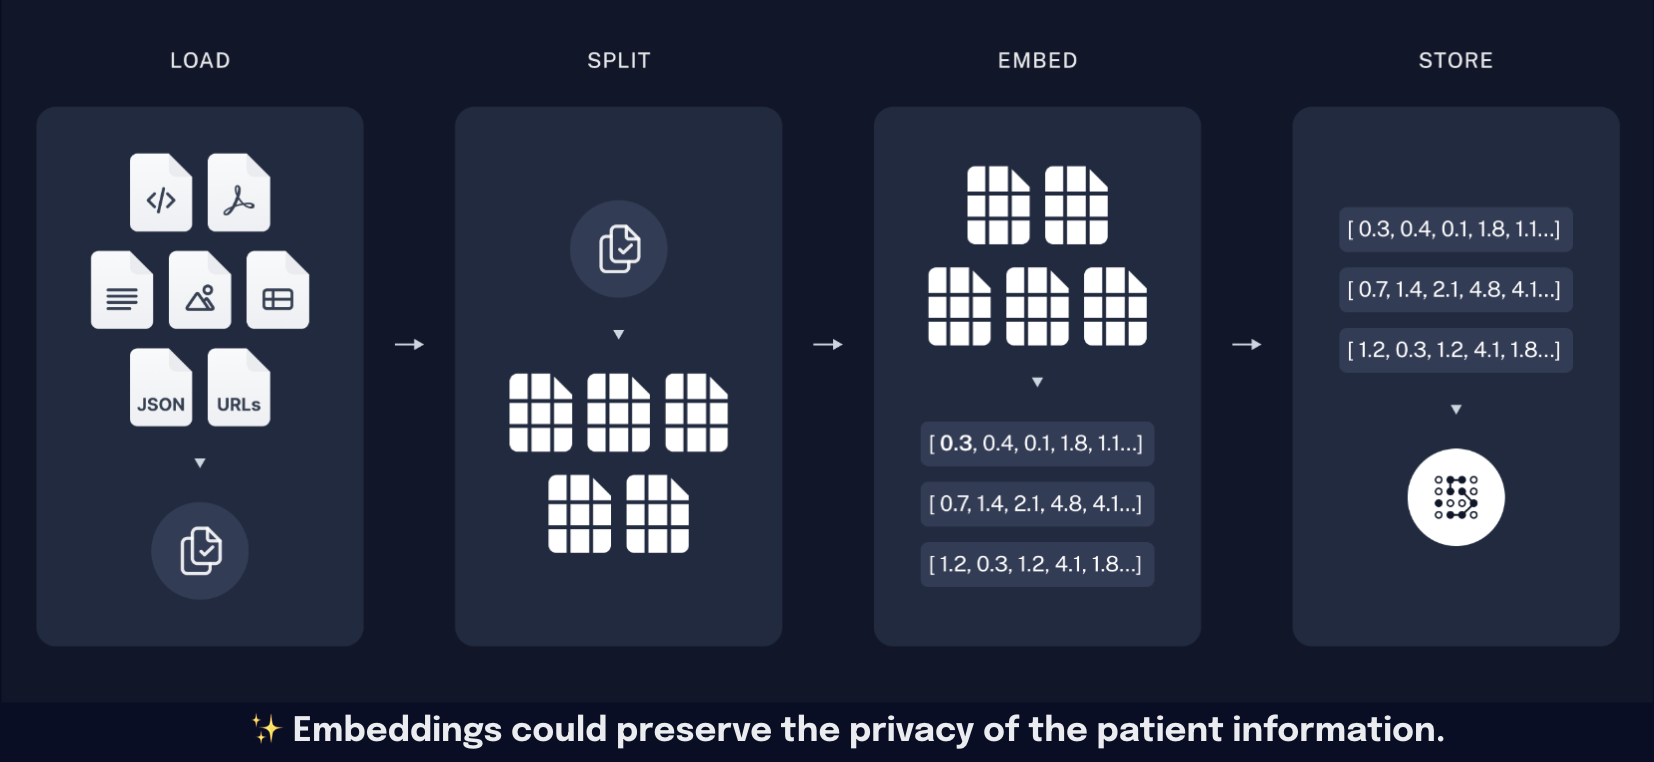 LOAD
SPLIT
EMBED
STORE
</>
JSON
URLs
[ 0.3, 0.4, 0.1, 1.8, 1.1...]
[ 0.7, 1.4, 2.1, 4.8, 4.1...]
[ 1.2, 0.3, 1.2, 4.1, 1.8...]
[ 0.3, 0.4, 0.1, 1.8, 1.1...]
[ 0.7, 1.4, 2.1, 4.8, 4.1...]
[ 1.2, 0.3, 1.2, 4.1, 1.8...]
✨ Embeddings could preserve the privacy of the patient information.